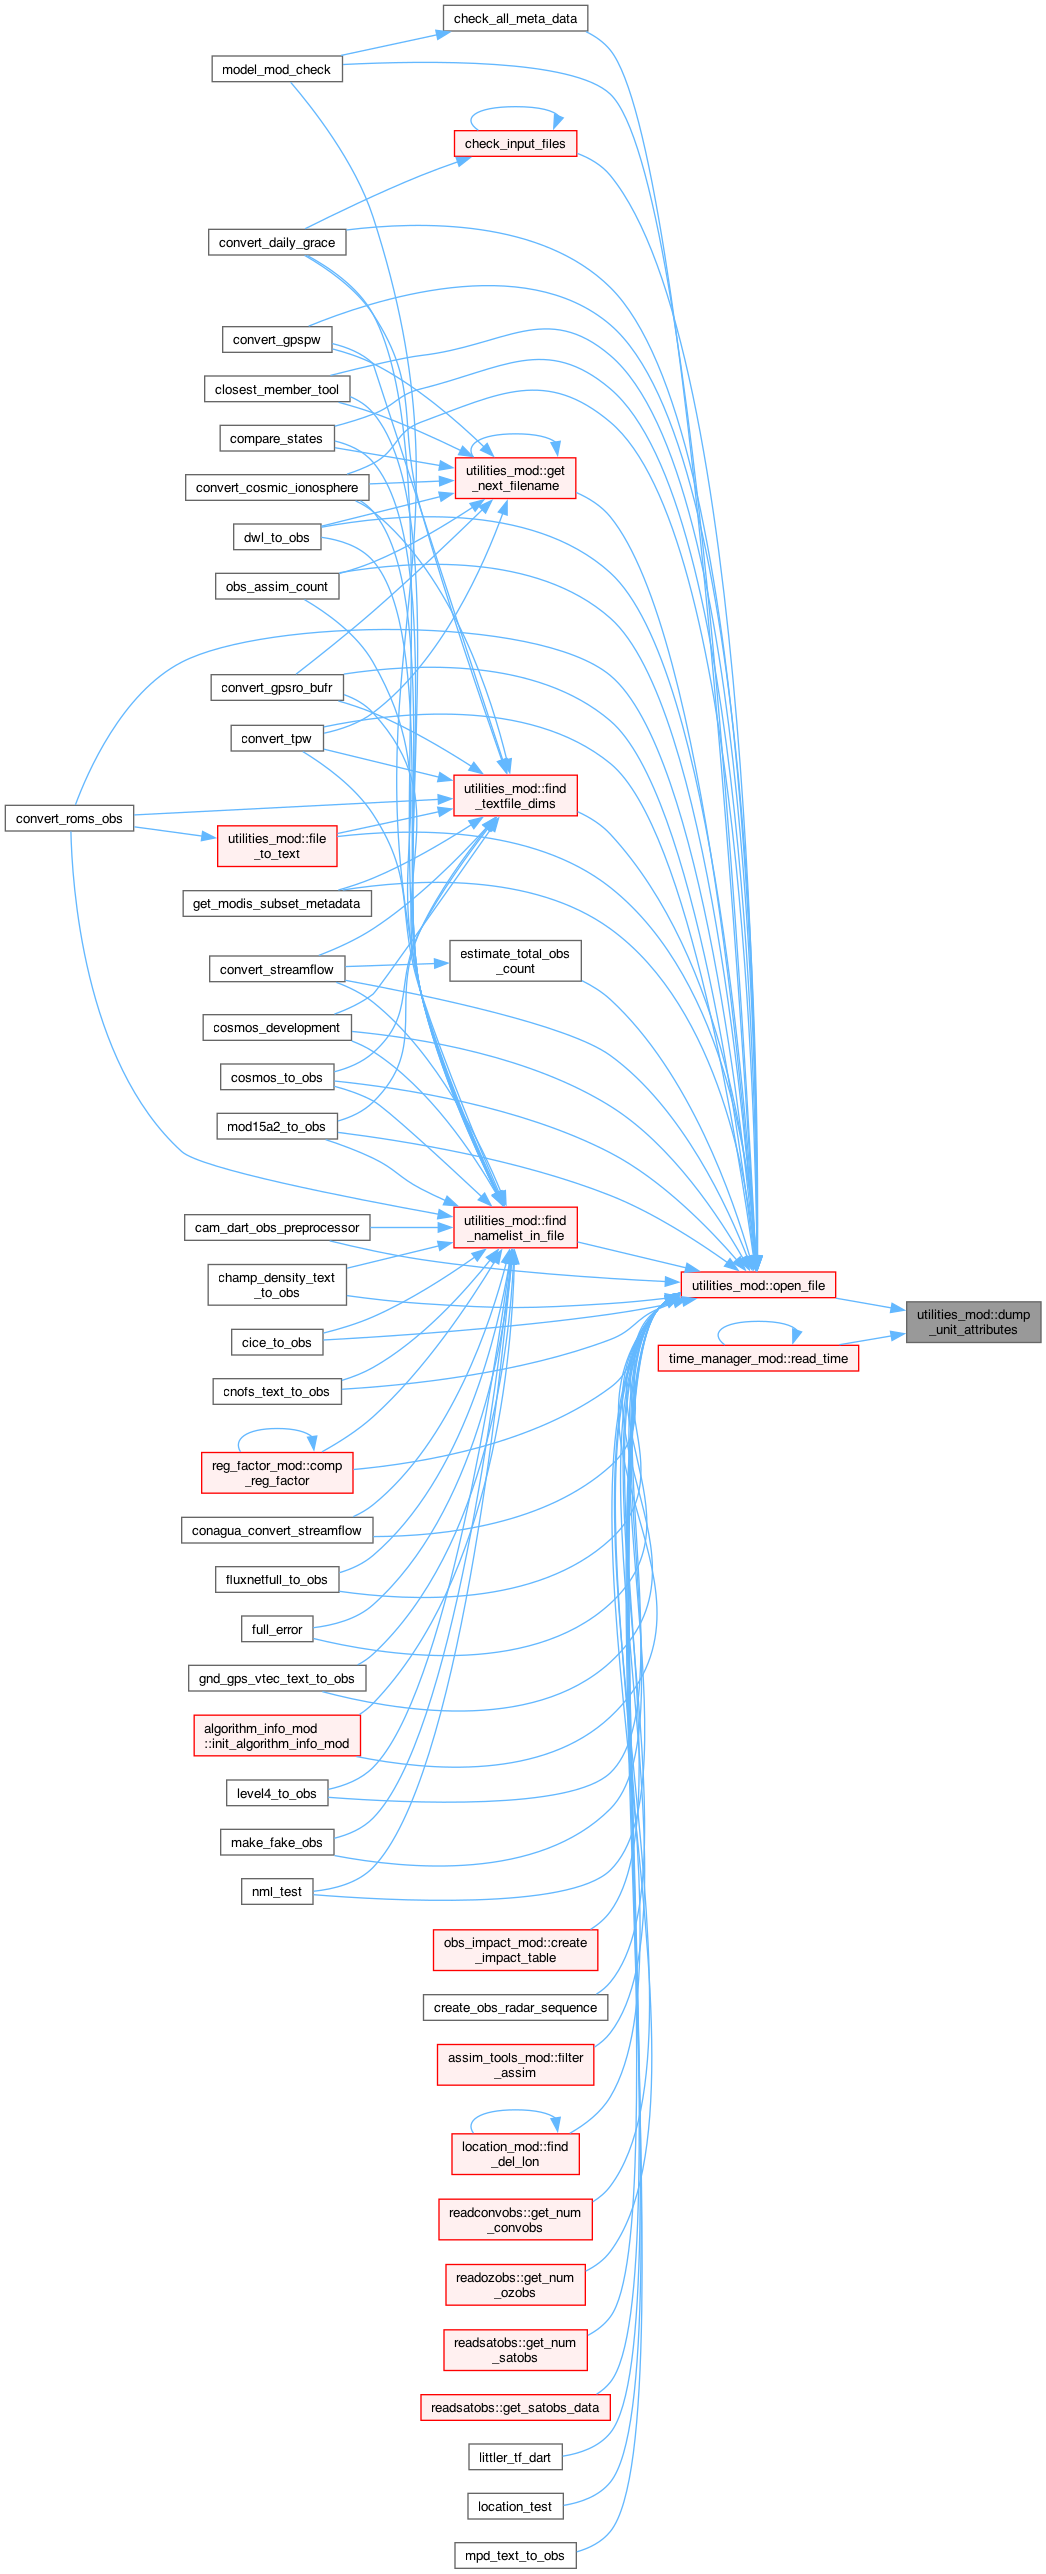 check_all_meta_data
model_mod_check
check_input_files
convert_daily_grace
convert_gpspw
closest_member_tool
compare_states
utilities_mod::get
_next_filename
convert_cosmic_ionosphere
dwl_to_obs
obs_assim_count
convert_gpsro_bufr
convert_tpw
utilities_mod::find
_textfile_dims
convert_roms_obs
utilities_mod::file
_to_text
get_modis_subset_metadata
estimate_total_obs
_count
convert_streamflow
cosmos_development
cosmos_to_obs
mod15a2_to_obs
utilities_mod::find
_namelist_in_file
cam_dart_obs_preprocessor
champ_density_text
_to_obs
utilities_mod::open_file
utilities_mod::dump
_unit_attributes
cice_to_obs
time_manager_mod::read_time
cnofs_text_to_obs
reg_factor_mod::comp
_reg_factor
conagua_convert_streamflow
fluxnetfull_to_obs
full_error
gnd_gps_vtec_text_to_obs
algorithm_info_mod
::init_algorithm_info_mod
level4_to_obs
make_fake_obs
nml_test
obs_impact_mod::create
_impact_table
create_obs_radar_sequence
assim_tools_mod::filter
_assim
location_mod::find
_del_lon
readconvobs::get_num
_convobs
readozobs::get_num
_ozobs
readsatobs::get_num
_satobs
readsatobs::get_satobs_data
littler_tf_dart
location_test
mpd_text_to_obs